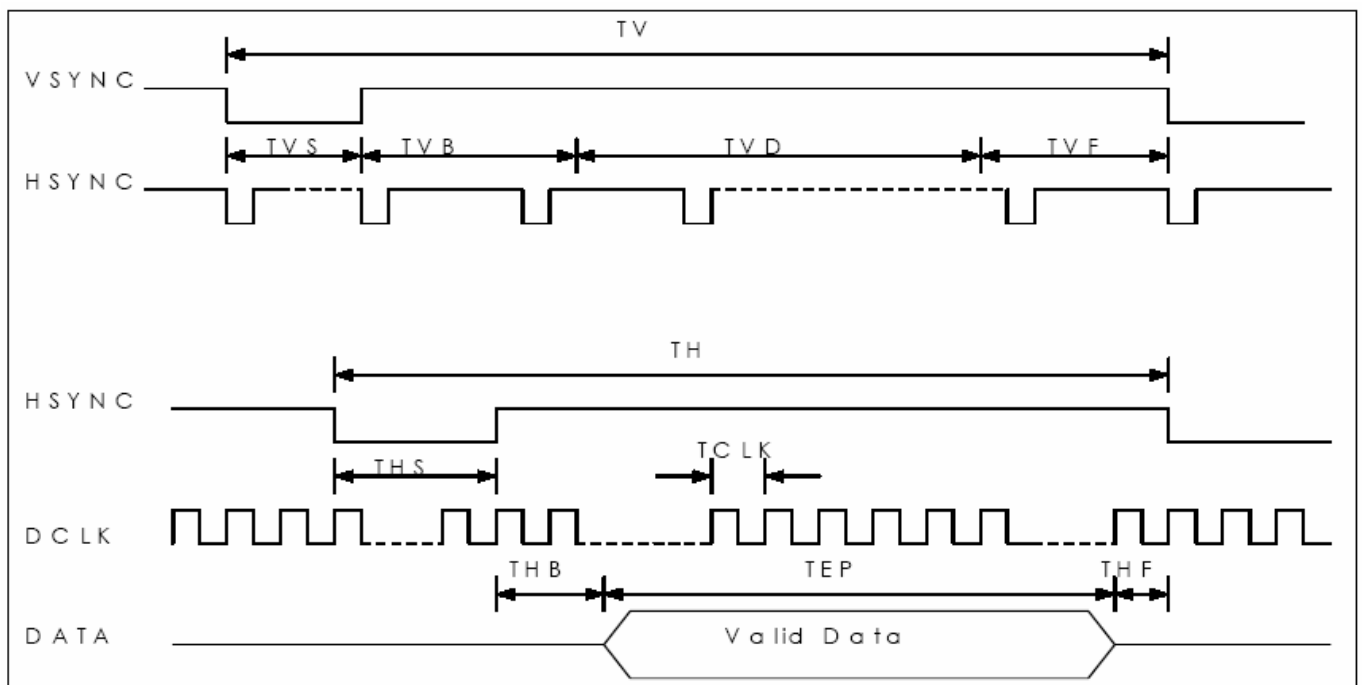 TV
VSYNC
TVS TVB TVD TVF
HSYNC
TH
HSYNC
TCLK
THS
DCLK
THB TEP THF
DATA Valid Data